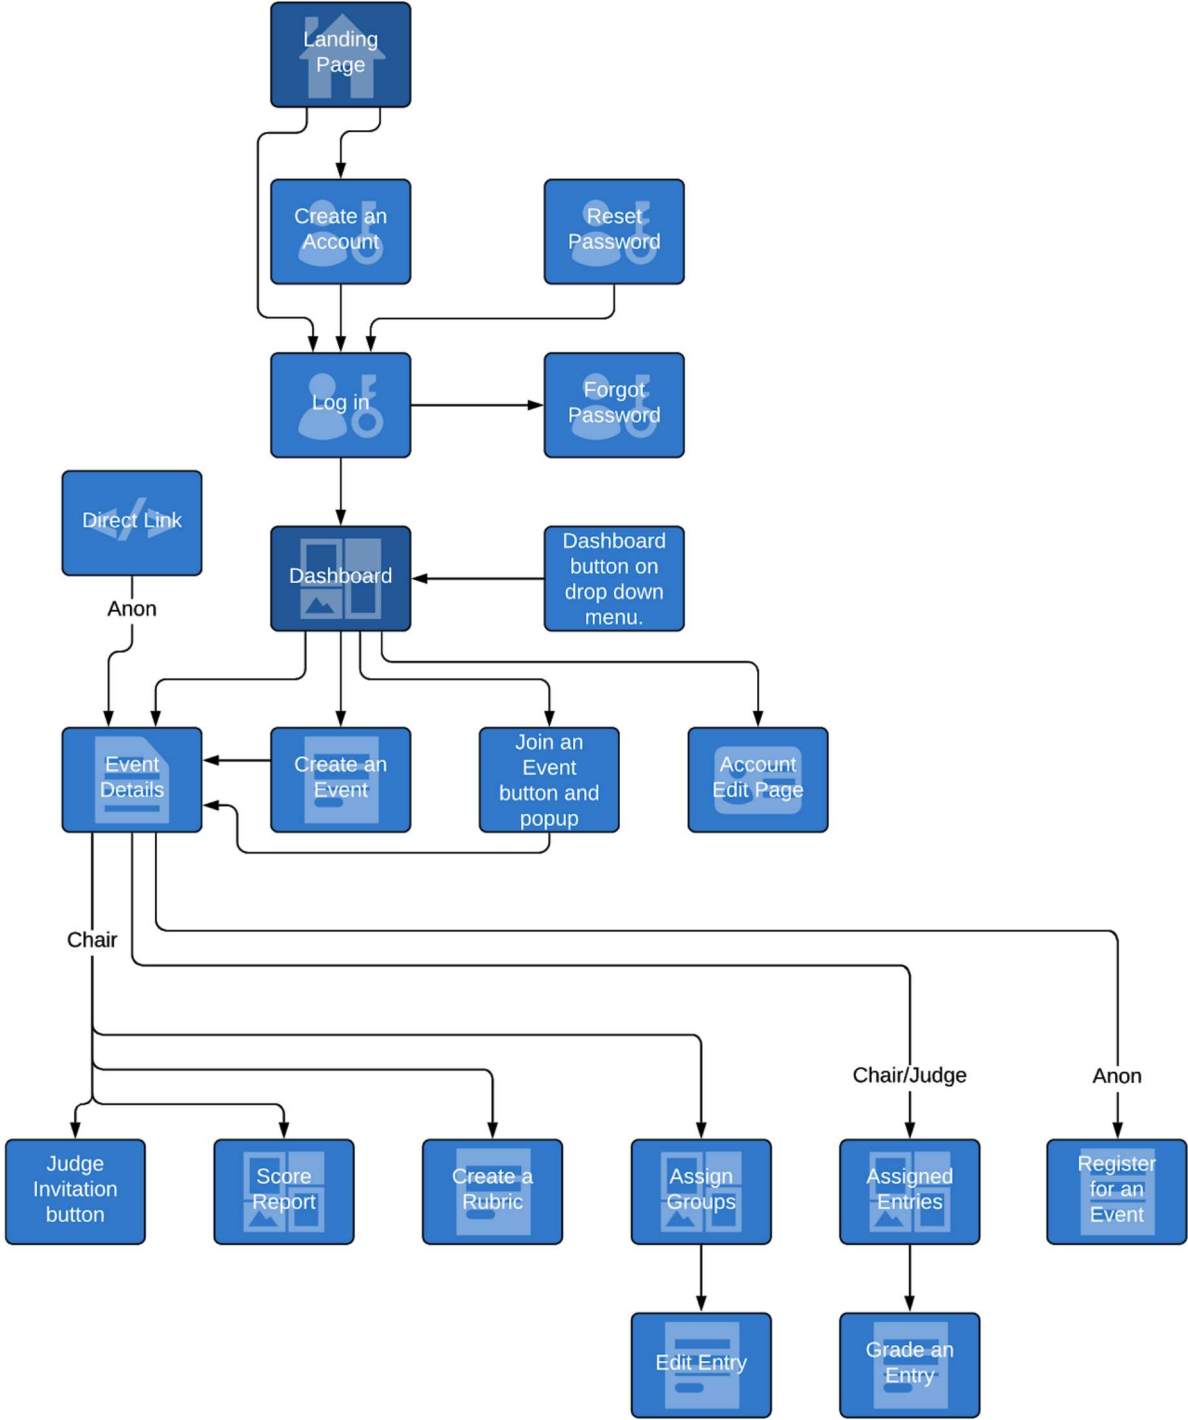 Landing
Page
Create an
Account
Reset
Password
Log in
Forgot
Password
Direct Link
Anon
Dashboard
Dashboard
button on
drop down
menu.
Event
Details
Create an
Event
Join an
Event
button and
popup
Account
Edit Page
Chair
Chair/Judge
Anon
Judge
Invitation
button
Score
Report
Create a
Rubric
Assign
Groups
Assigned
Entries
Register
for an
Event
Edit Entry
Grade an
Entry